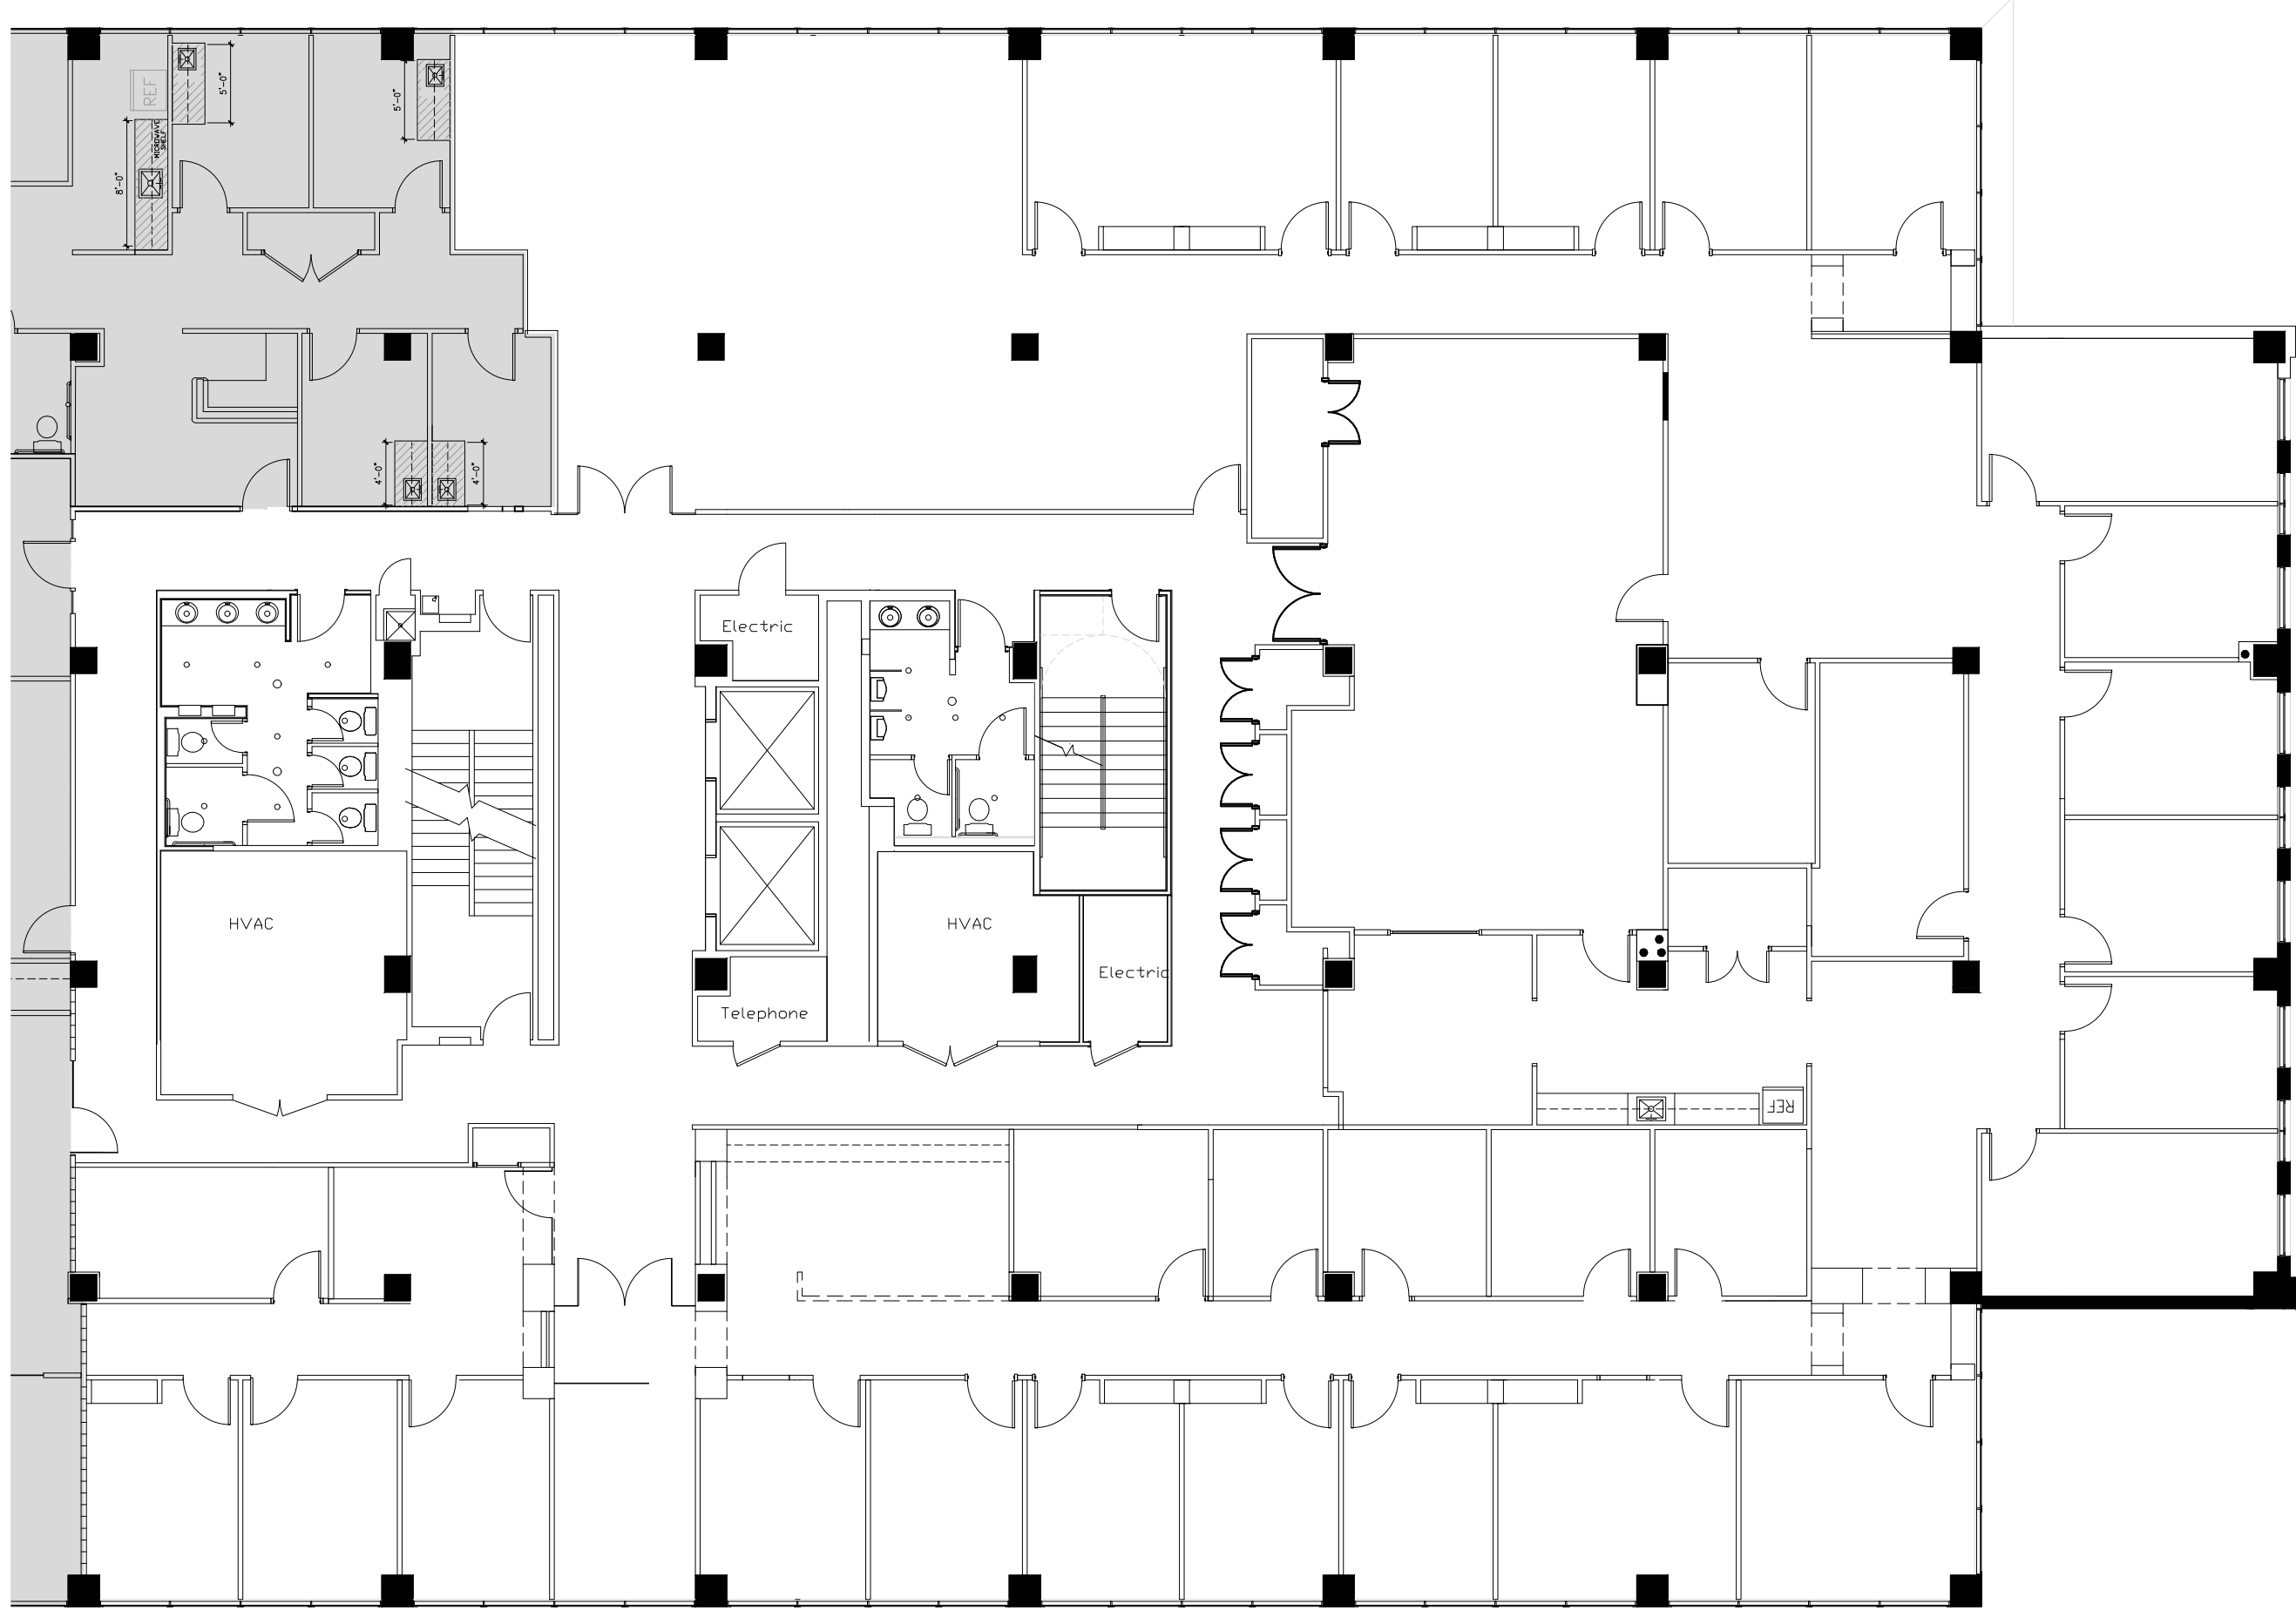 REF
5'-0"
5'-0"
MICROWAVE
SHELF
8'-0"
4'-0"
4'-0"
Electric
HVAC
HVAC
Electric
Telephone
REF